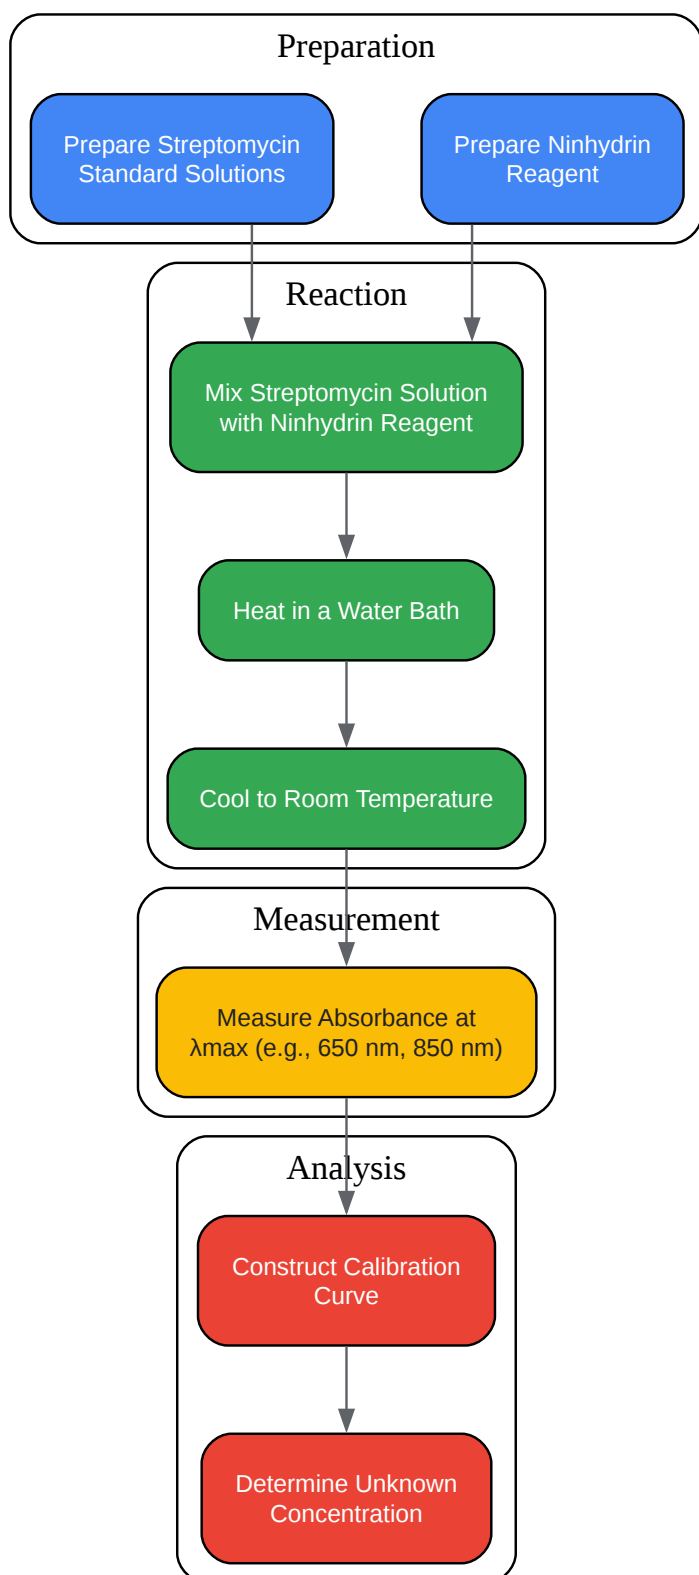 Preparation
Prepare Streptomycin
Standard Solutions
Prepare Ninhydrin
Reagent
Reaction
Mix Streptomycin Solution
with Ninhydrin Reagent
Heat in a Water Bath
Cool to Room Temperature
Measurement
Measure Absorbance at
λmax (e.g., 650 nm, 850 nm)
Analysis
Construct Calibration
Curve
Determine Unknown
Concentration